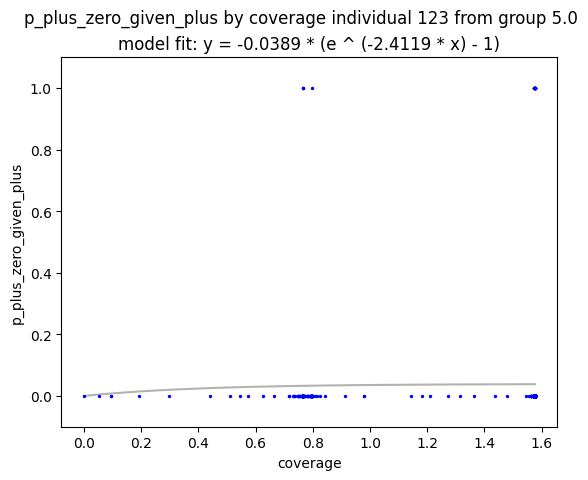 p_plus_zero_given_plus by coverage individual 123 from group 5.0
model fit: y = -0.0389 * (e ^ (-2.4119 * x) - 1)
1.0
0.8
0.6
0.4
0.2
0.0
p_plus_zero_given_plus
0.0 0.2 0.4 0.6 0.8 1.0 1.2 1.4 1.6
coverage